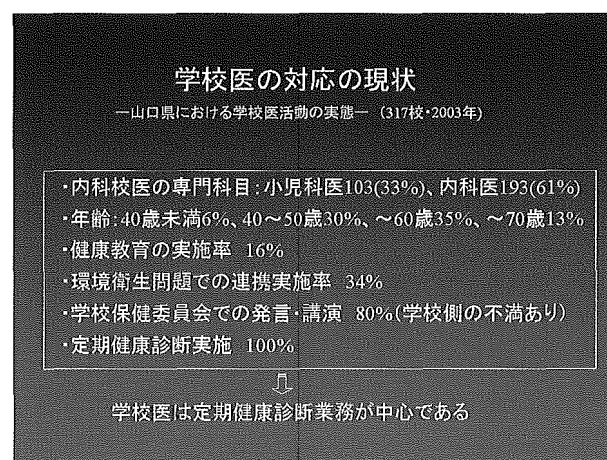 学校医の対応の現状
―山口県における学校医活動の実態― (317校・2003年)
・内科校医の専門科目:小児科医103(33%)、内科医193(61%)
・年齢:40歳未満6%、40～50歳30%、～60歳35%、～70歳13%
・健康教育の実施率 16%
・環境衛生問題での連携実施率 34%
・学校保健委員会での発言・講演 80%(学校側の不満あり)
・定期健康診断実施 100%
⇩
学校医は定期健康診断業務が中心である